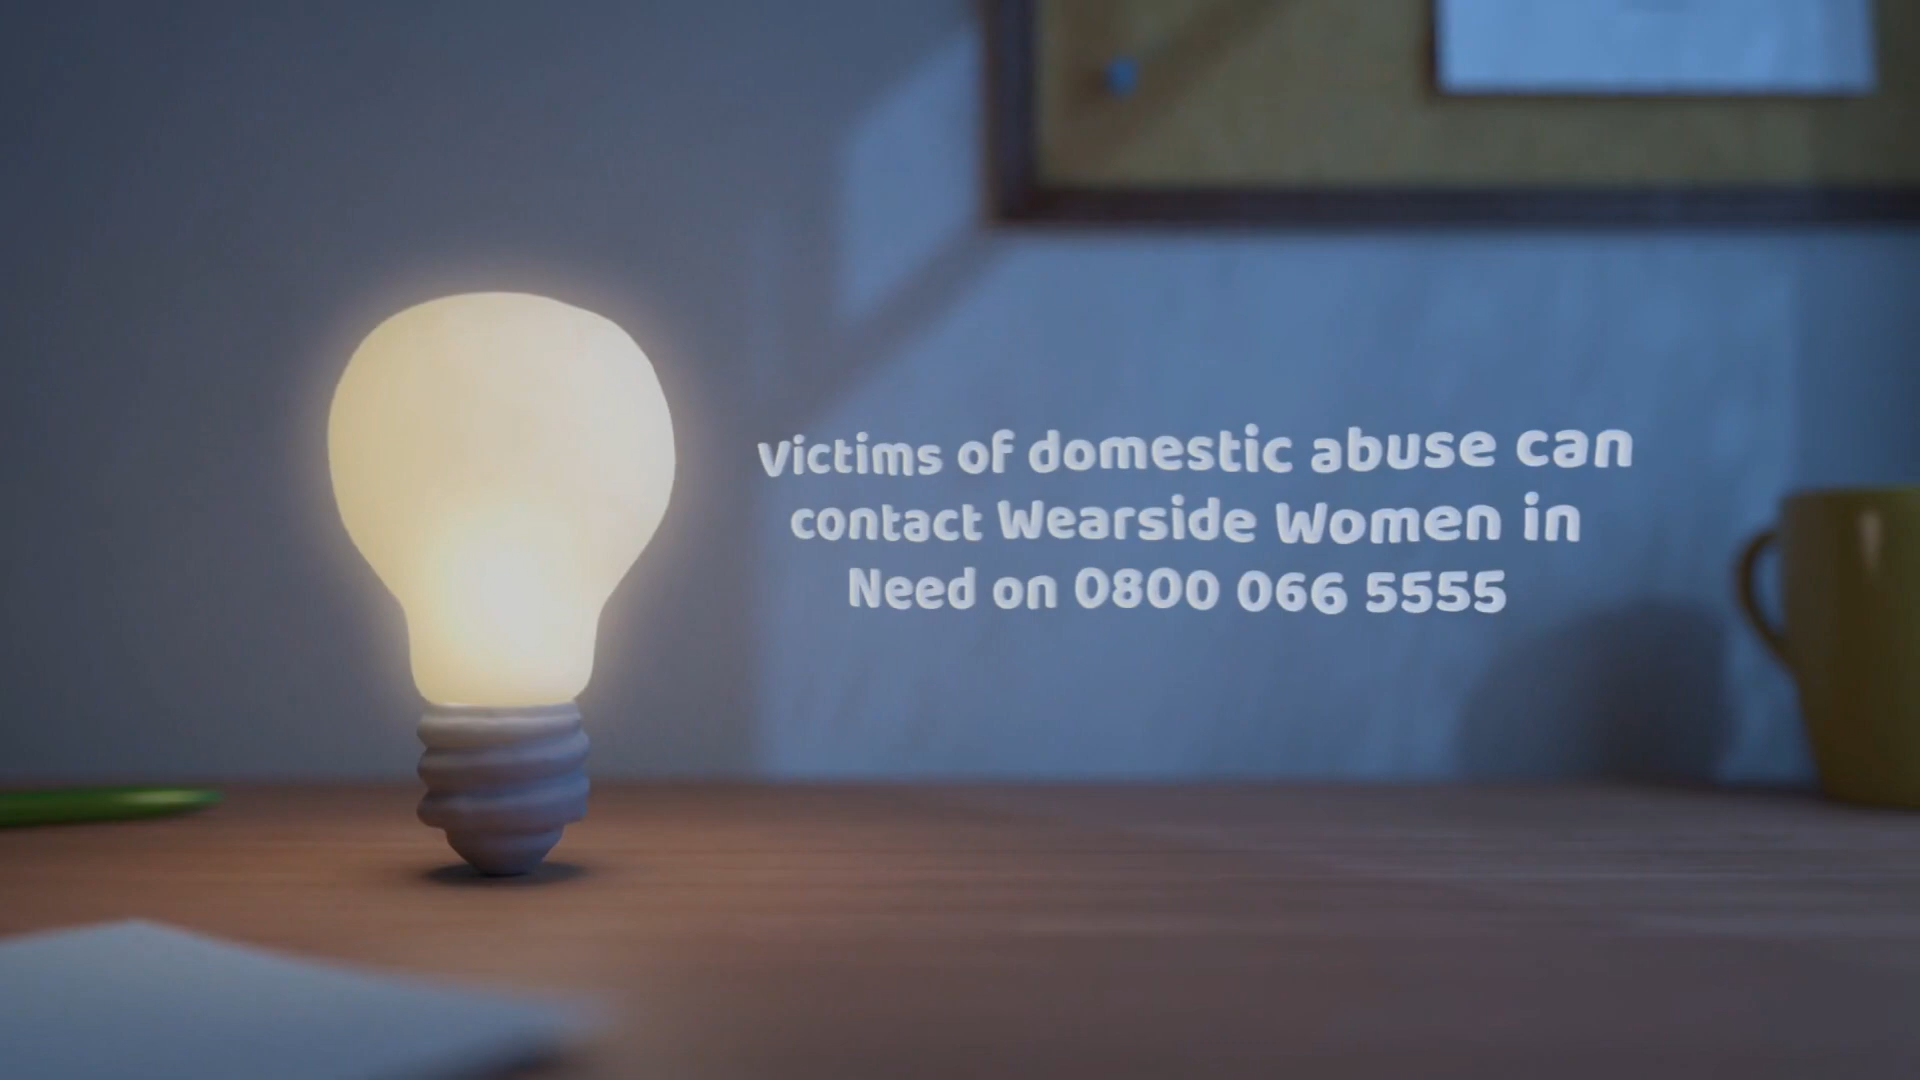 Victims of domestic abuse can
contact Wearside Women in
Need on 0800 066 5555